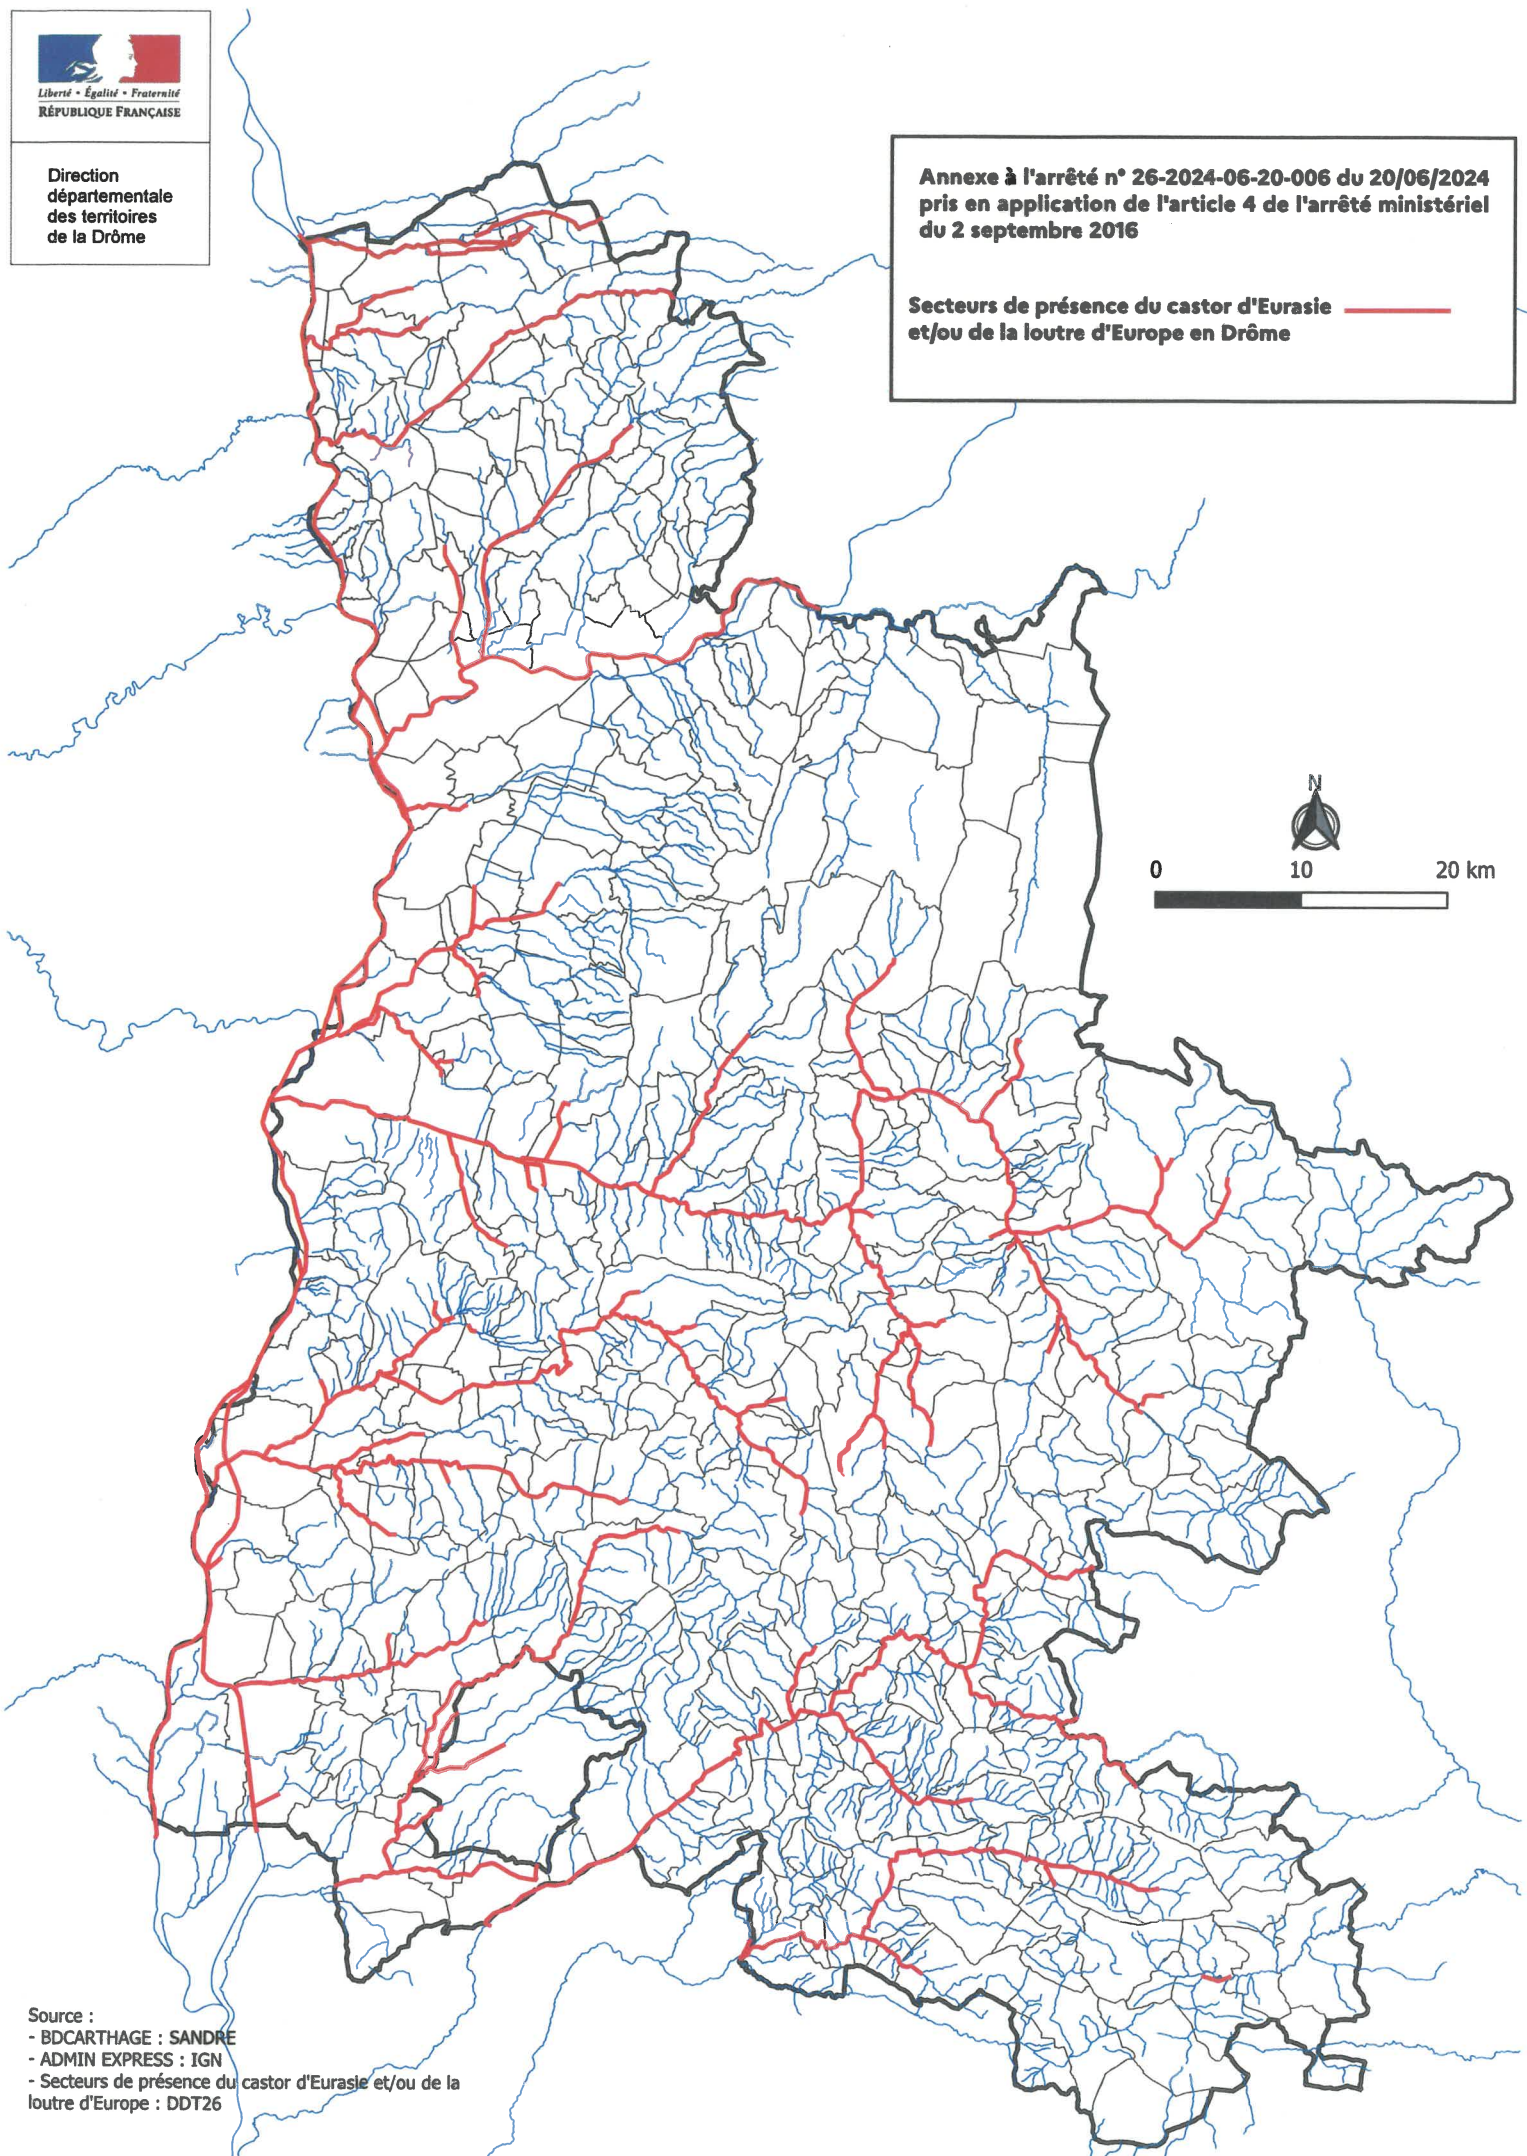 Liberté • Égalité • Fraternité
RÉPUBLIQUE FRANÇAISE
Direction
départementale
des territoires
de la Drôme
Annexe à l'arrêté n° 26-2024-06-20-006 du 20/06/2024
pris en application de l'article 4 de l'arrêté ministériel
du 2 septembre 2016
Secteurs de présence du castor d'Eurasie
et/ou de la loutre d'Europe en Drôme
N
0 10 20 km
Source :
- BDCARTHAGE : SANDRE
- ADMIN EXPRESS : IGN
- Secteurs de présence du castor d'Eurasie et/ou de la
loutre d'Europe : DDT26